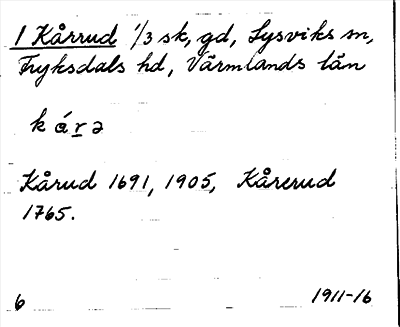 1 Kårrud 1/3 sk, gd, Lysviks sn,
Fryksdals hd, Värmlands län
k á r ə
Kårud 1691, 1905, Kårerud
1765.
6 1911-16